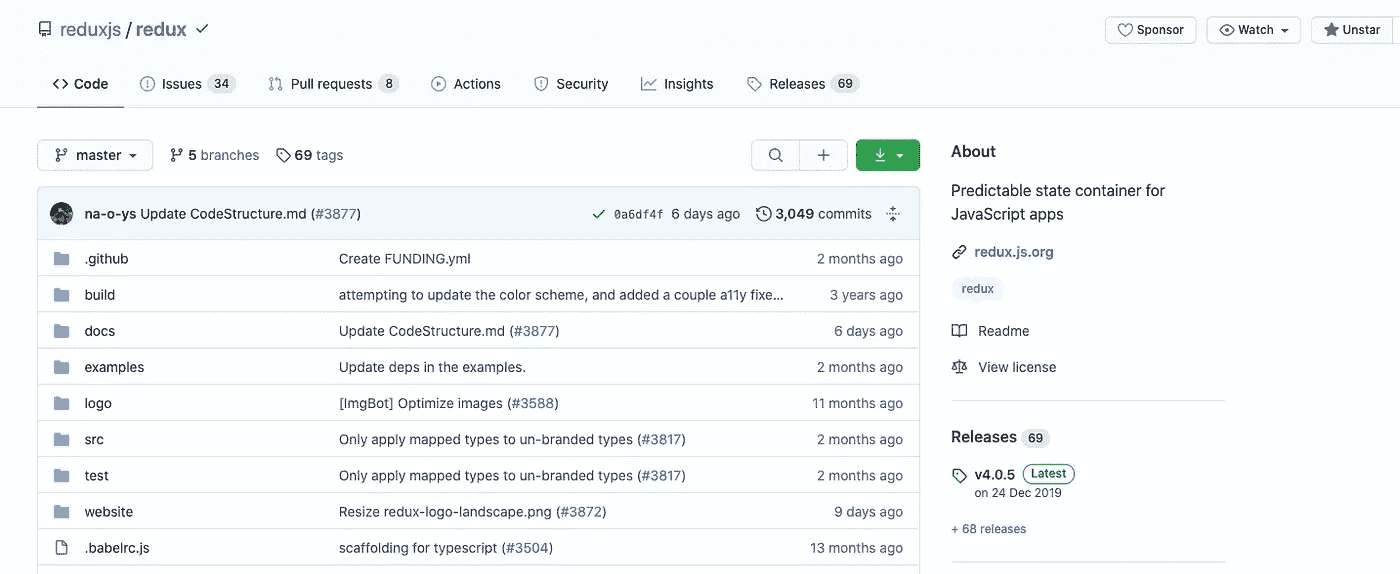 reduxjs / redux
Sponsor Watch Unstar
Code Issues 34 Pull requests 8 Actions Security Insights Releases 69
master 5 branches 69 tags
na-o-ys Update CodeStructure.md (#3877) 0a6df4f 6 days ago 3,049 commits
.github Create FUNDING.yml 2 months ago
build attempting to update the color scheme, and added a couple a11y fixe... 3 years ago
docs Update CodeStructure.md (#3877) 6 days ago
examples Update deps in the examples. 2 months ago
logo [ImgBot] Optimize images (#3588) 11 months ago
src Only apply mapped types to un-branded types (#3817) 2 months ago
test Only apply mapped types to un-branded types (#3817) 2 months ago
website Resize redux-logo-landscape.png (#3872) 9 days ago
.babelrc.js scaffolding for typescript (#3504) 13 months ago
About
Predictable state container for
JavaScript apps
redux.js.org
redux
Readme
View license
Releases 69
v4.0.5 Latest
on 24 Dec 2019
+ 68 releases